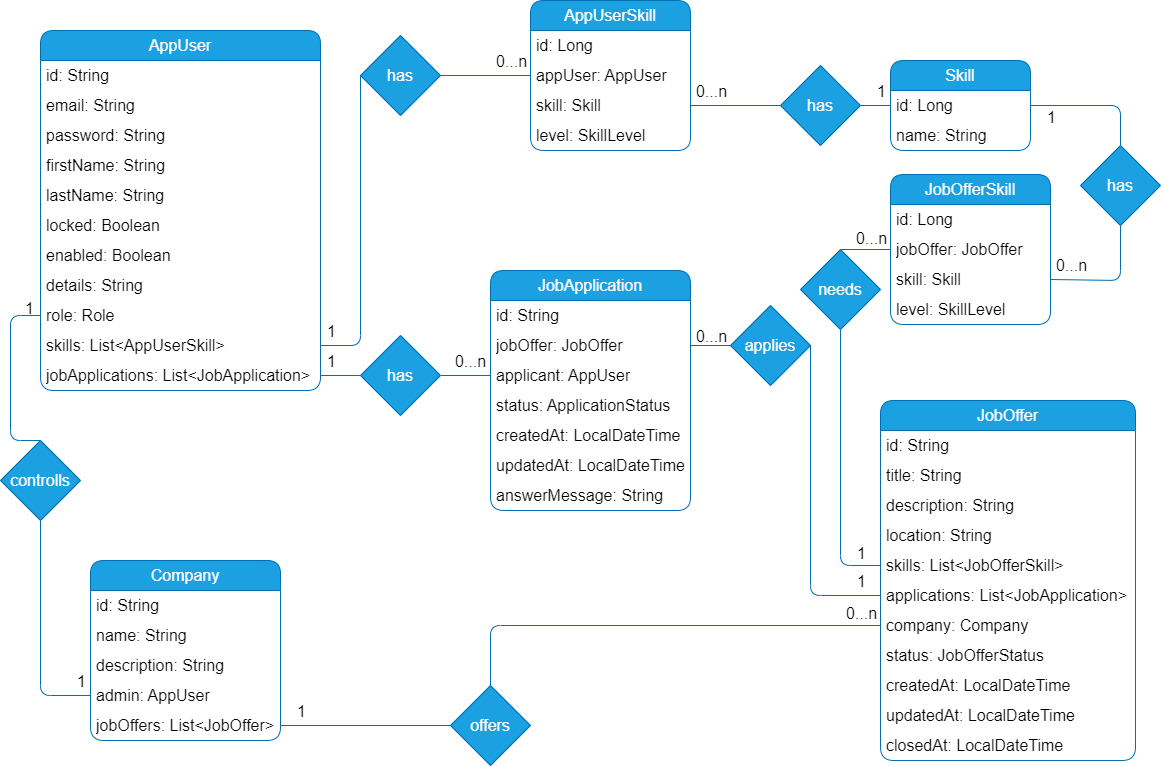 AppUser
id: String
email: String
password: String
firstName: String
lastName: String
locked: Boolean
enabled: Boolean
details: String
role: Role
skills: List<AppUserSkill>
jobApplications: List<JobApplication>
has
0...n
1
AppUserSkill
id: Long
appUser: AppUser
skill: Skill
level: SkillLevel
0...n
has
1
Skill
id: Long
name: String
1
has
0...n
JobOfferSkill
id: Long
jobOffer: JobOffer
skill: Skill
level: SkillLevel
0...n
needs
1
1
has
0...n
JobApplication
id: String
jobOffer: JobOffer
applicant: AppUser
status: ApplicationStatus
createdAt: LocalDateTime
updatedAt: LocalDateTime
answerMessage: String
0...n
applies
1
JobOffer
id: String
title: String
description: String
location: String
skills: List<JobOfferSkill>
applications: List<JobApplication>
company: Company
status: JobOfferStatus
createdAt: LocalDateTime
updatedAt: LocalDateTime
closedAt: LocalDateTime
1
controlls
1
Company
id: String
name: String
description: String
admin: AppUser
jobOffers: List<JobOffer>
1
offers
0...n